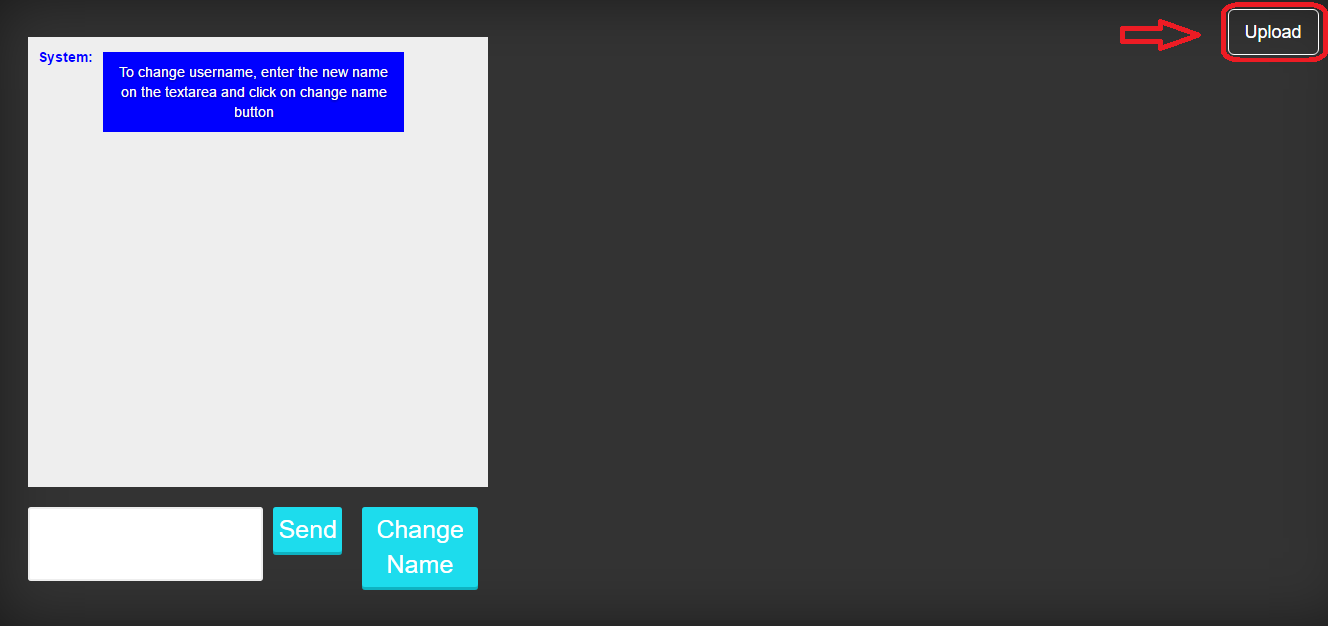 Upload
System:
To change username, enter the new name
on the textarea and click on change name
button
Send
Change
Name